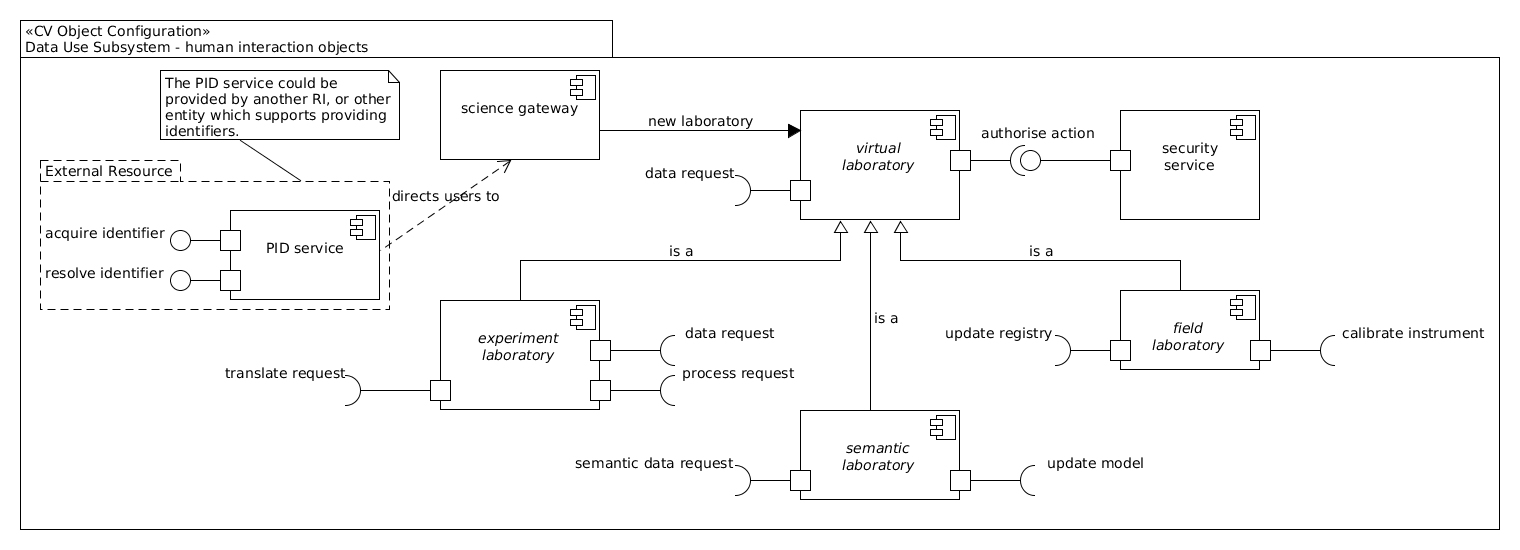 «CV Object Configuration»
Data Use Subsystem - human interaction objects
The PID service could be
provided by another RI, or other
entity which supports providing
identifiers.
science gateway
new laboratory
virtual
laboratory
authorise action
security
service
data request
External Resource
directs users to
acquire identifier
PID service
resolve identifier
is a
is a
is a
experiment
laboratory
data request
translate request
process request
update registry
field
laboratory
calibrate instrument
semantic data request
semantic
laboratory
update model